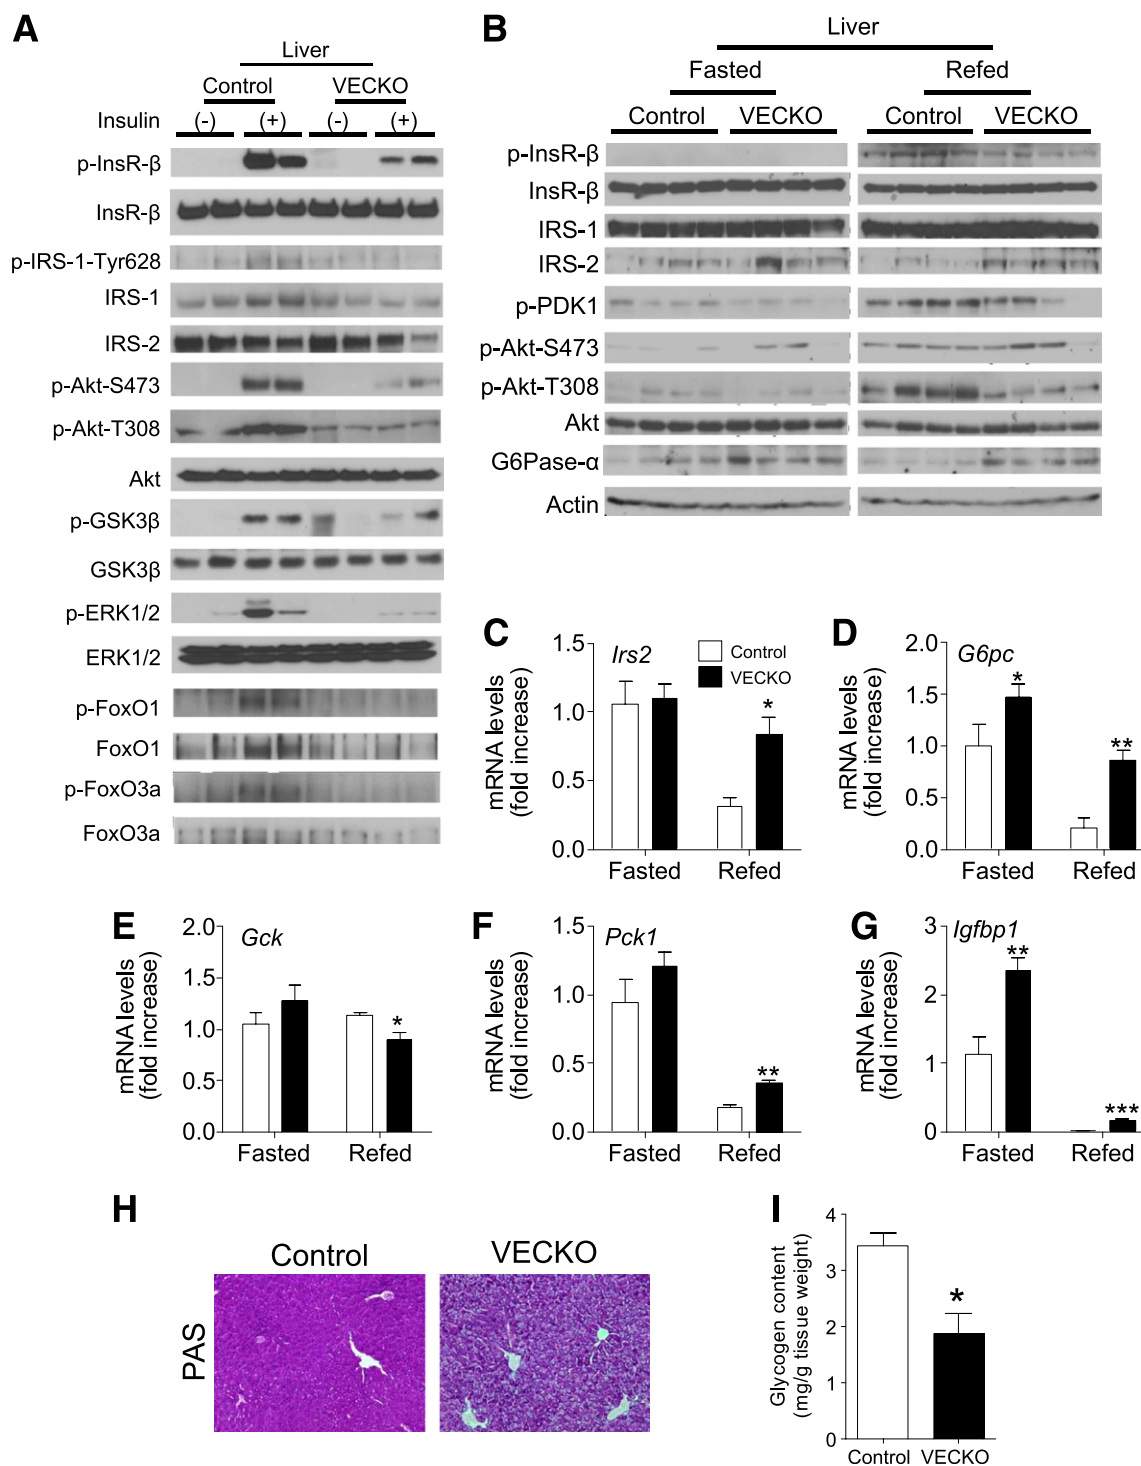 A
Liver
Control VECKO
Insulin (-) (+) (-) (+)
p-InsR-β
InsR-β
p-IRS-1-Tyr628
IRS-1
IRS-2
p-Akt-S473
p-Akt-T308
Akt
p-GSK3β
GSK3β
p-ERK1/2
ERK1/2
p-FoxO1
FoxO1
p-FoxO3a
FoxO3a
B
Liver
Fasted Refed
Control VECKO Control VECKO
p-InsR-β
InsR-β
IRS-1
IRS-2
p-PDK1
p-Akt-S473
p-Akt-T308
Akt
G6Pase-α
Actin
C
Irs2
Control
VECKO
mRNA levels
(fold increase)
1.5
1.0
0.5
0.0
*
Fasted Refed
D
G6pc
mRNA levels
(fold increase)
2.0
1.5
1.0
0.5
0.0
*
**
Fasted Refed
E
Gck
mRNA levels
(fold increase)
2.0
1.5
1.0
0.5
0.0
*
Fasted Refed
F
Pck1
mRNA levels
(fold increase)
1.5
1.0
0.5
0.0
**
Fasted Refed
G
Igfbp1
mRNA levels
(fold increase)
3
2
1
0
**
***
Fasted Refed
H
Control VECKO
PAS
I
Glycogen content
(mg/g tissue weight)
4
3
2
1
0
*
Control VECKO